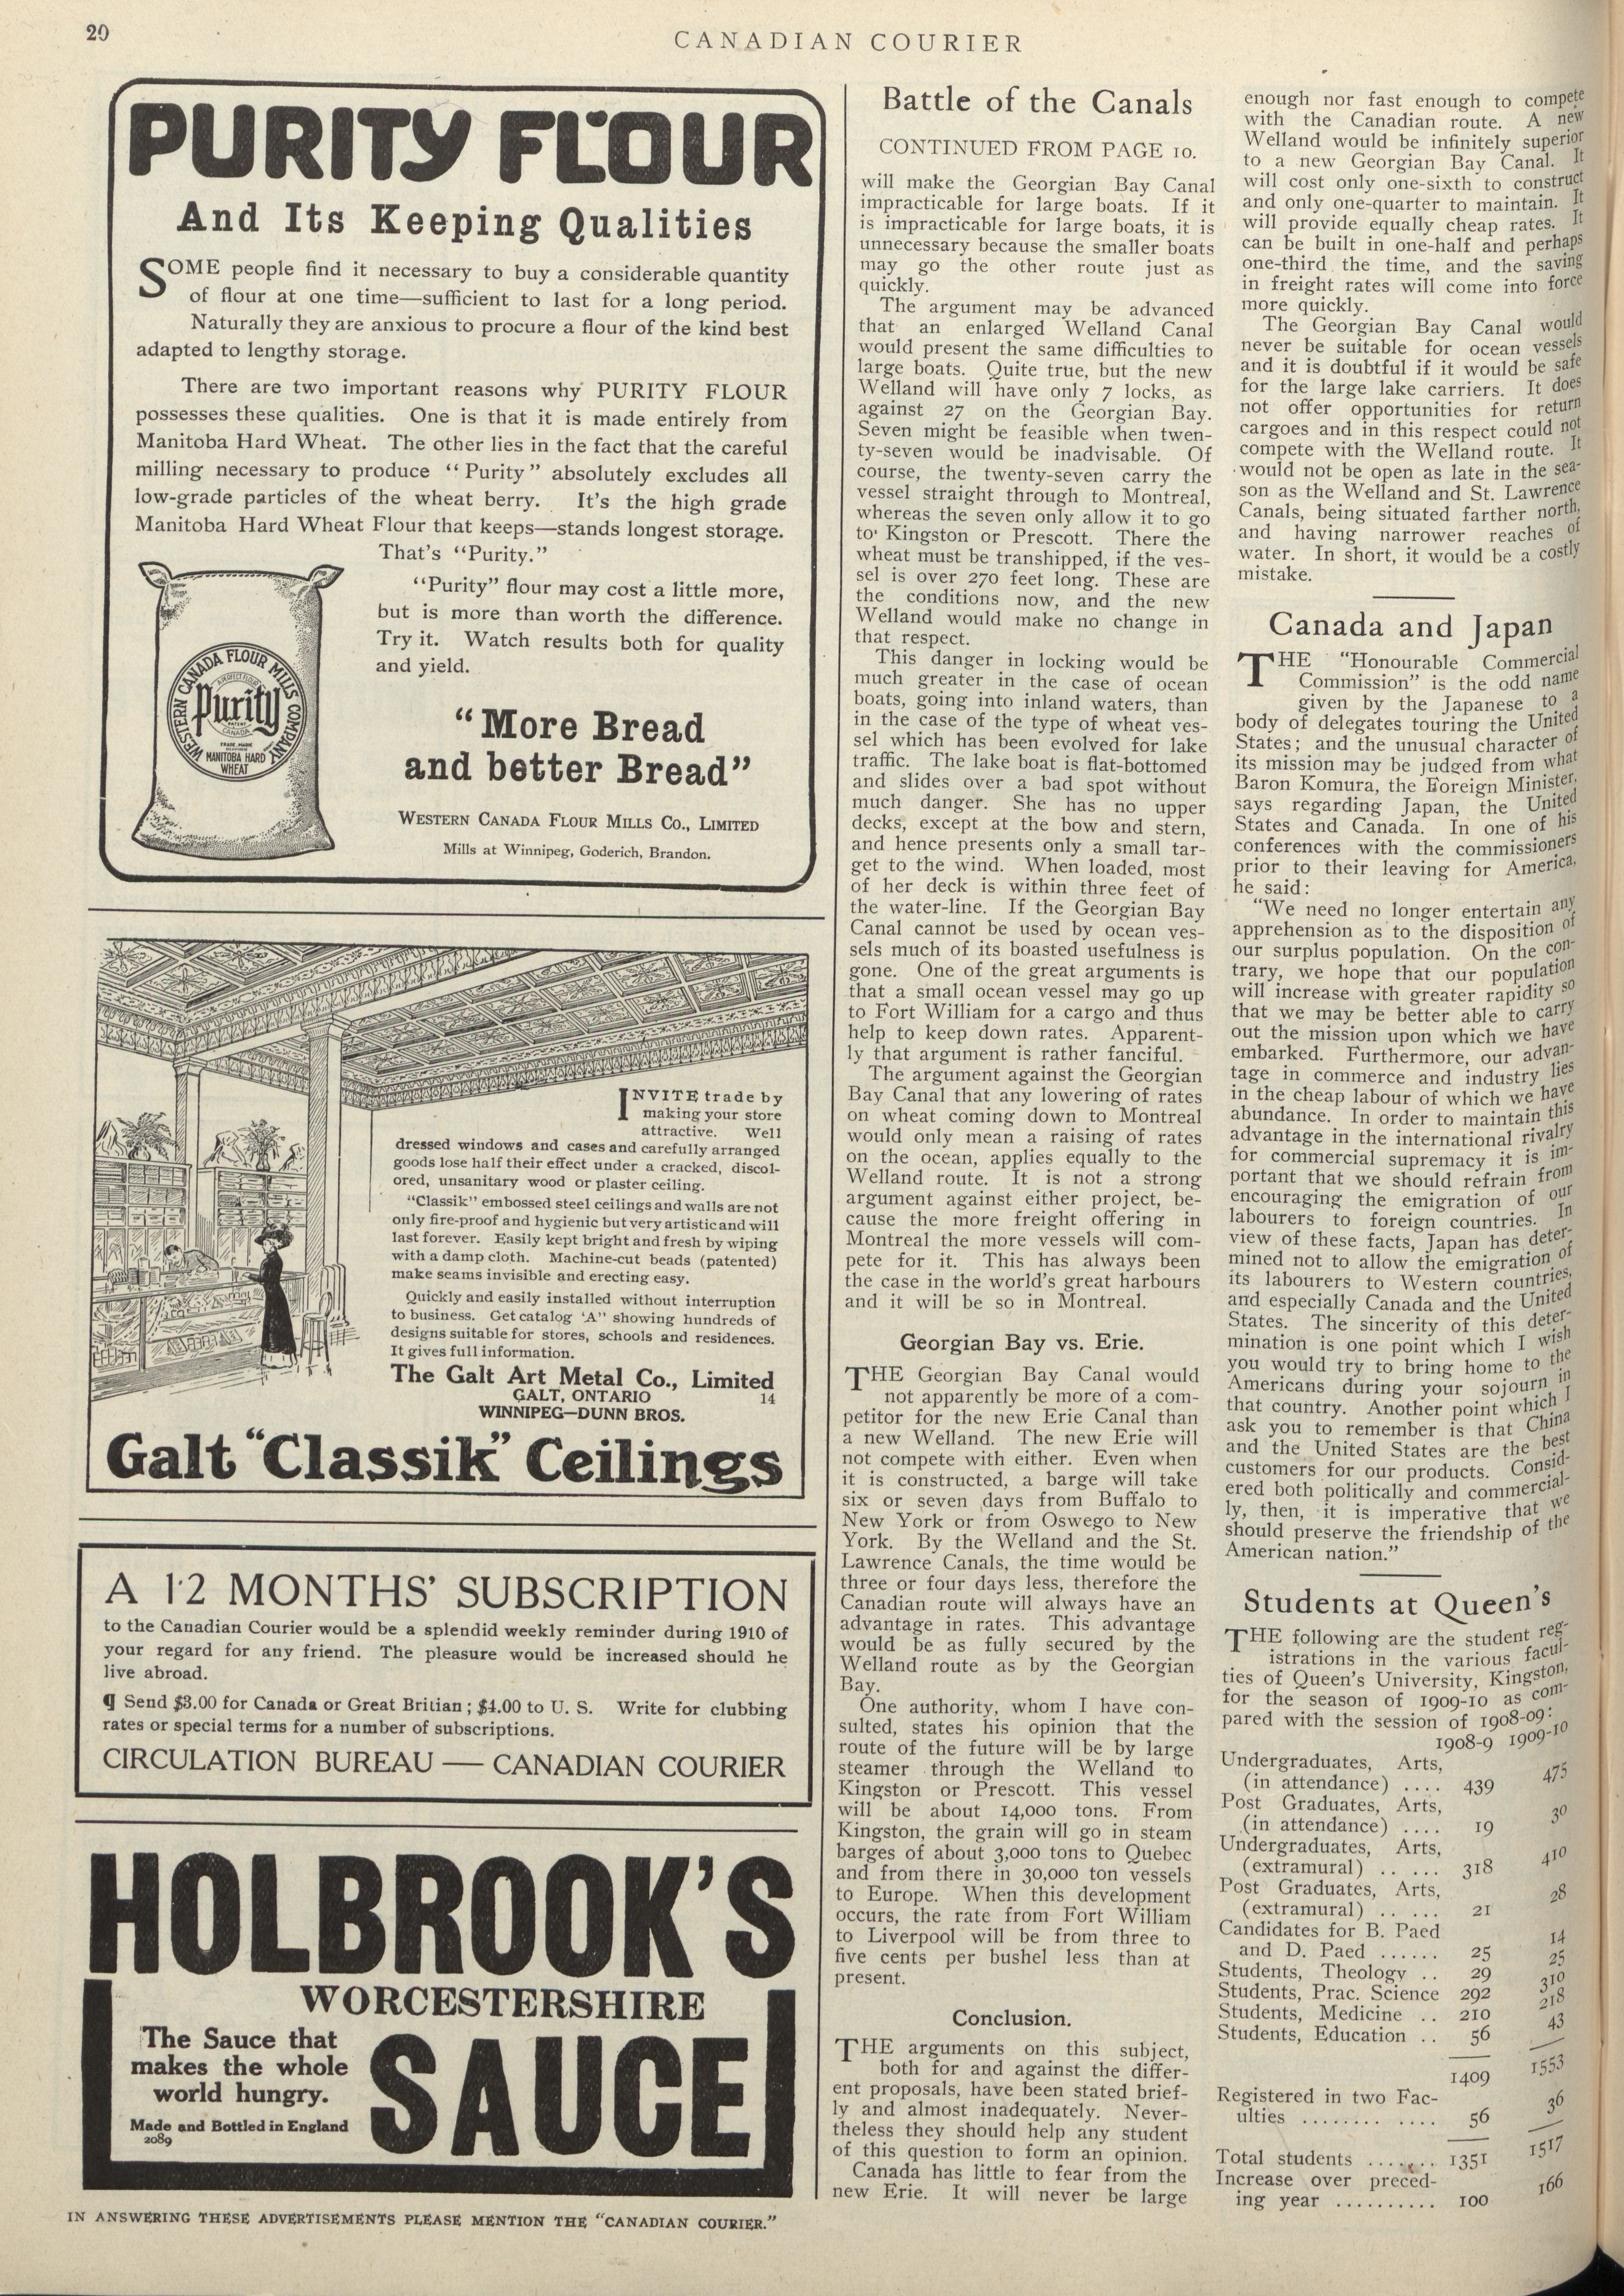 20
CANADIAN COURIER
PURITY FLOUR
And Its Keeping Qualities
SOME people find it necessary to buy a considerable quantity
of flour at one time—sufficient to last for a long period.
Naturally they are anxious to procure a flour of the kind best
adapted to lengthy storage.
There are two important reasons why PURITY FLOUR
possesses these qualities. One is that it is made entirely from
Manitoba Hard Wheat. The other lies in the fact that the careful
milling necessary to produce "Purity" absolutely excludes all
low-grade particles of the wheat berry. It's the high grade
Manitoba Hard Wheat Flour that keeps—stands longest storage.
That's "Purity."
"Purity" flour may cost a little more,
but is more than worth the difference.
Try it. Watch results both for quality
and yield.
WESTERN CANADA FLOUR MILLS COMPANY
Purity
CANADA
TRADE MARK
MANITOBA HARD
WHEAT
"More Bread
and better Bread"
WESTERN CANADA FLOUR MILLS CO., LIMITED
Mills at Winnipeg, Goderich, Brandon.
INVITE trade by
making your store
attractive. Well
dressed windows and cases and carefully arranged
goods lose half their effect under a cracked, discol-
ored, unsanitary wood or plaster ceiling.
"Classik" embossed steel ceilings and walls are not
only fire-proof and hygienic but very artistic and will
last forever. Easily kept bright and fresh by wiping
with a damp cloth. Machine-cut beads (patented)
make seams invisible and erecting easy.
Quickly and easily installed without interruption
to business. Get catalog 'A" showing hundreds of
designs suitable for stores, schools and residences.
It gives full information.
The Galt Art Metal Co., Limited
GALT, ONTARIO 14
WINNIPEG—DUNN BROS.
Galt "Classik" Ceilings
A 12 MONTHS' SUBSCRIPTION
to the Canadian Courier would be a splendid weekly reminder during 1910 of
your regard for any friend. The pleasure would be increased should he
live abroad.
¶ Send $3.00 for Canada or Great Britian; $4.00 to U. S. Write for clubbing
rates or special terms for a number of subscriptions.
CIRCULATION BUREAU — CANADIAN COURIER
HOLBROOK'S
WORCESTERSHIRE
The Sauce that
makes the whole
world hungry.
Made and Bottled in England
2089
SAUCE
IN ANSWERING THESE ADVERTISEMENTS PLEASE MENTION THE "CANADIAN COURIER."
Battle of the Canals
CONTINUED FROM PAGE 10.
will make the Georgian Bay Canal
impracticable for large boats. If it
is impracticable for large boats, it is
unnecessary because the smaller boats
may go the other route just as
quickly.
The argument may be advanced
that an enlarged Welland Canal
would present the same difficulties to
large boats. Quite true, but the new
Welland will have only 7 locks, as
against 27 on the Georgian Bay.
Seven might be feasible when twen-
ty-seven would be inadvisable. Of
course, the twenty-seven carry the
vessel straight through to Montreal,
whereas the seven only allow it to go
to Kingston or Prescott. There the
wheat must be transhipped, if the ves-
sel is over 270 feet long. These are
the conditions now, and the new
Welland would make no change in
that respect.
This danger in locking would be
much greater in the case of ocean
boats, going into inland waters, than
in the case of the type of wheat ves-
sel which has been evolved for lake
traffic. The lake boat is flat-bottomed
and slides over a bad spot without
much danger. She has no upper
decks, except at the bow and stern,
and hence presents only a small tar-
get to the wind. When loaded, most
of her deck is within three feet of
the water-line. If the Georgian Bay
Canal cannot be used by ocean ves-
sels much of its boasted usefulness is
gone. One of the great arguments is
that a small ocean vessel may go up
to Fort William for a cargo and thus
help to keep down rates. Apparent-
ly that argument is rather fanciful.
The argument against the Georgian
Bay Canal that any lowering of rates
on wheat coming down to Montreal
would only mean a raising of rates
on the ocean, applies equally to the
Welland route. It is not a strong
argument against either project, be-
cause the more freight offering in
Montreal the more vessels will com-
pete for it. This has always been
the case in the world's great harbours
and it will be so in Montreal.
Georgian Bay vs. Erie.
THE Georgian Bay Canal would
not apparently be more of a com-
petitor for the new Erie Canal than
a new Welland. The new Erie will
not compete with either. Even when
it is constructed, a barge will take
six or seven days from Buffalo to
New York or from Oswego to New
York. By the Welland and the St.
Lawrence Canals, the time would be
three or four days less, therefore the
Canadian route will always have an
advantage in rates. This advantage
would be as fully secured by the
Welland route as by the Georgian
Bay.
One authority, whom I have con-
sulted, states his opinion that the
route of the future will be by large
steamer through the Welland to
Kingston or Prescott. This vessel
will be about 14,000 tons. From
Kingston, the grain will go in steam
barges of about 3,000 tons to Quebec
and from there in 30,000 ton vessels
to Europe. When this development
occurs, the rate from Fort William
to Liverpool will be from three to
five cents per bushel less than at
present.
Conclusion.
THE arguments on this subject,
both for and against the differ-
ent proposals, have been stated brief-
ly and almost inadequately. Never-
theless they should help any student
of this question to form an opinion.
Canada has little to fear from the
new Erie. It will never be large
enough nor fast enough to compete
with the Canadian route. A new
Welland would be infinitely superior
to a new Georgian Bay Canal. It
will cost only one-sixth to construct
and only one-quarter to maintain. It
will provide equally cheap rates. It
can be built in one-half and perhaps
one-third the time, and the saving
in freight rates will come into force
more quickly.
The Georgian Bay Canal would
never be suitable for ocean vessels
and it is doubtful if it would be safe
for the large lake carriers. It does
not offer opportunities for return
cargoes and in this respect could not
compete with the Welland route. It
would not be open as late in the sea-
son as the Welland and St. Lawrence
Canals, being situated farther north,
and having narrower reaches of
water. In short, it would be a costly
mistake.
Canada and Japan
THE "Honourable Commercial
Commission" is the odd name
given by the Japanese to a
body of delegates touring the United
States; and the unusual character of
its mission may be judged from what
Baron Komura, the Foreign Minister,
says regarding Japan, the United
States and Canada. In one of his
conferences with the commissioners
prior to their leaving for America,
he said:
"We need no longer entertain any
apprehension as to the disposition of
our surplus population. On the con-
trary, we hope that our population
will increase with greater rapidity so
that we may be better able to carry
out the mission upon which we have
embarked. Furthermore, our advan-
tage in commerce and industry lies
in the cheap labour of which we have
abundance. In order to maintain this
advantage in the international rivalry
for commercial supremacy it is im-
portant that we should refrain from
encouraging the emigration of our
labourers to foreign countries. In
view of these facts, Japan has deter-
mined not to allow the emigration of
its labourers to Western countries,
and especially Canada and the United
States. The sincerity of this deter-
mination is one point which I wish
you would try to bring home to the
Americans during your sojourn in
that country. Another point which I
ask you to remember is that China
and the United States are the best
customers for our products. Consid-
ered both politically and commercial-
ly, then, it is imperative that we
should preserve the friendship of the
American nation."
Students at Queen's
THE following are the student reg-
istrations in the various facul-
ties of Queen's University, Kingston,
for the season of 1909-10 as com-
pared with the session of 1908-09:
1908-9 1909-10
Undergraduates, Arts,
(in attendance) .... 439 475
Post Graduates, Arts,
(in attendance) .... 19 30
Undergraduates, Arts,
(extramural) .. ... 318 410
Post Graduates, Arts,
(extramural) .. ... 21 28
Candidates for B. Paed
and D. Paed ...... 25 14
Students, Theology .. 29 25
Students, Prac. Science 292 310
Students, Medicine .. 210 218
Students, Education .. 56 43
1409 1553
Registered in two Fac-
ulties ........ .... 56 36
Total students ....... 1351 1517
Increase over preced-
ing year .......... 100 166